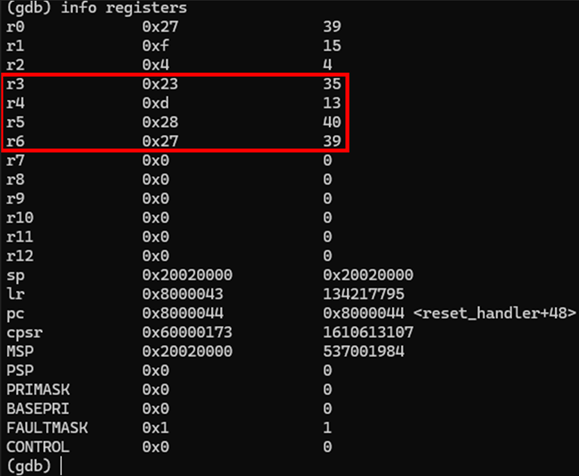 (gdb) info registers
r0 0x27 39
r1 0xf 15
r2 0x4 4
r3 0x23 35
r4 0xd 13
r5 0x28 40
r6 0x27 39
r7 0x0 0
r8 0x0 0
r9 0x0 0
r10 0x0 0
r11 0x0 0
r12 0x0 0
sp 0x20020000 0x20020000
lr 0x8000043 134217795
pc 0x8000044 0x8000044 <reset_handler+48>
cpsr 0x60000173 1610613107
MSP 0x20020000 537001984
PSP 0x0 0
PRIMASK 0x0 0
BASEPRI 0x0 0
FAULTMASK 0x1 1
CONTROL 0x0 0
(gdb)